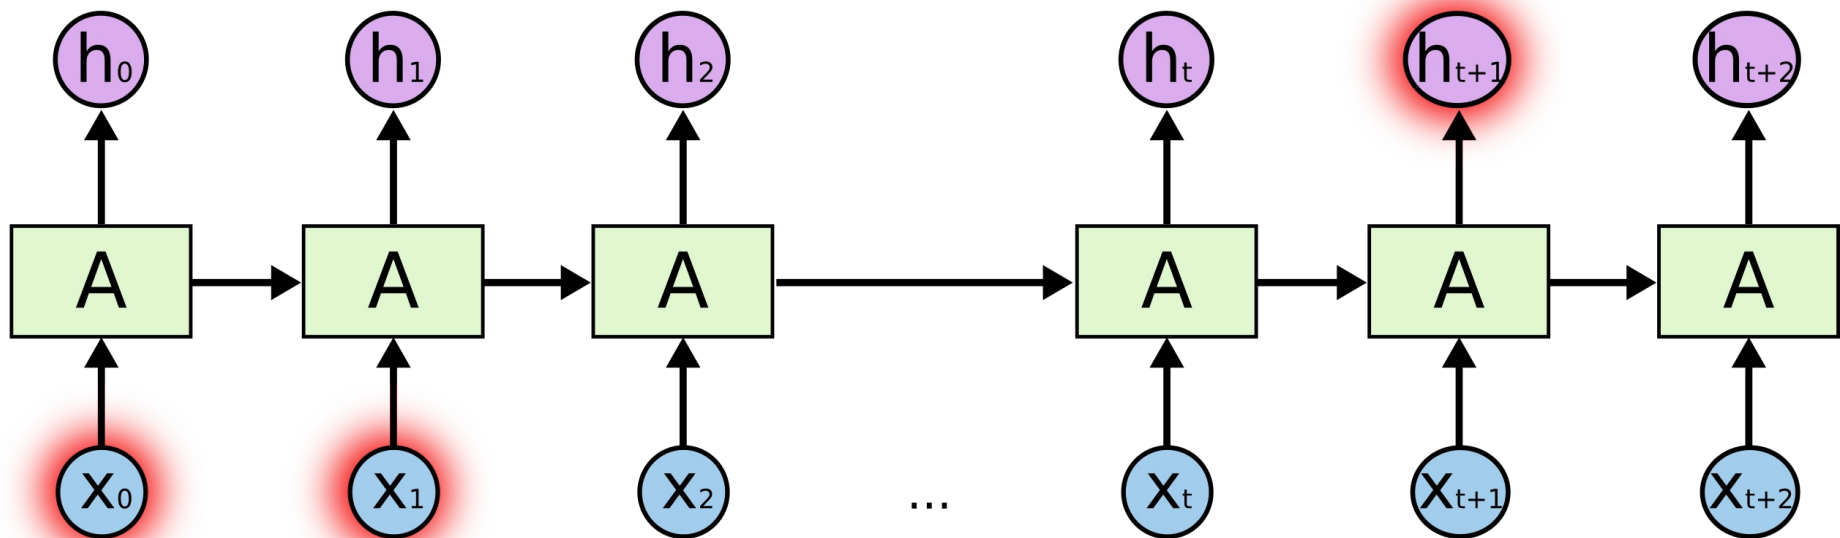 h0 h1 h2 ht ht+1 ht+2
A A A A A A
x0 x1 x2 ... xt xt+1 xt+2